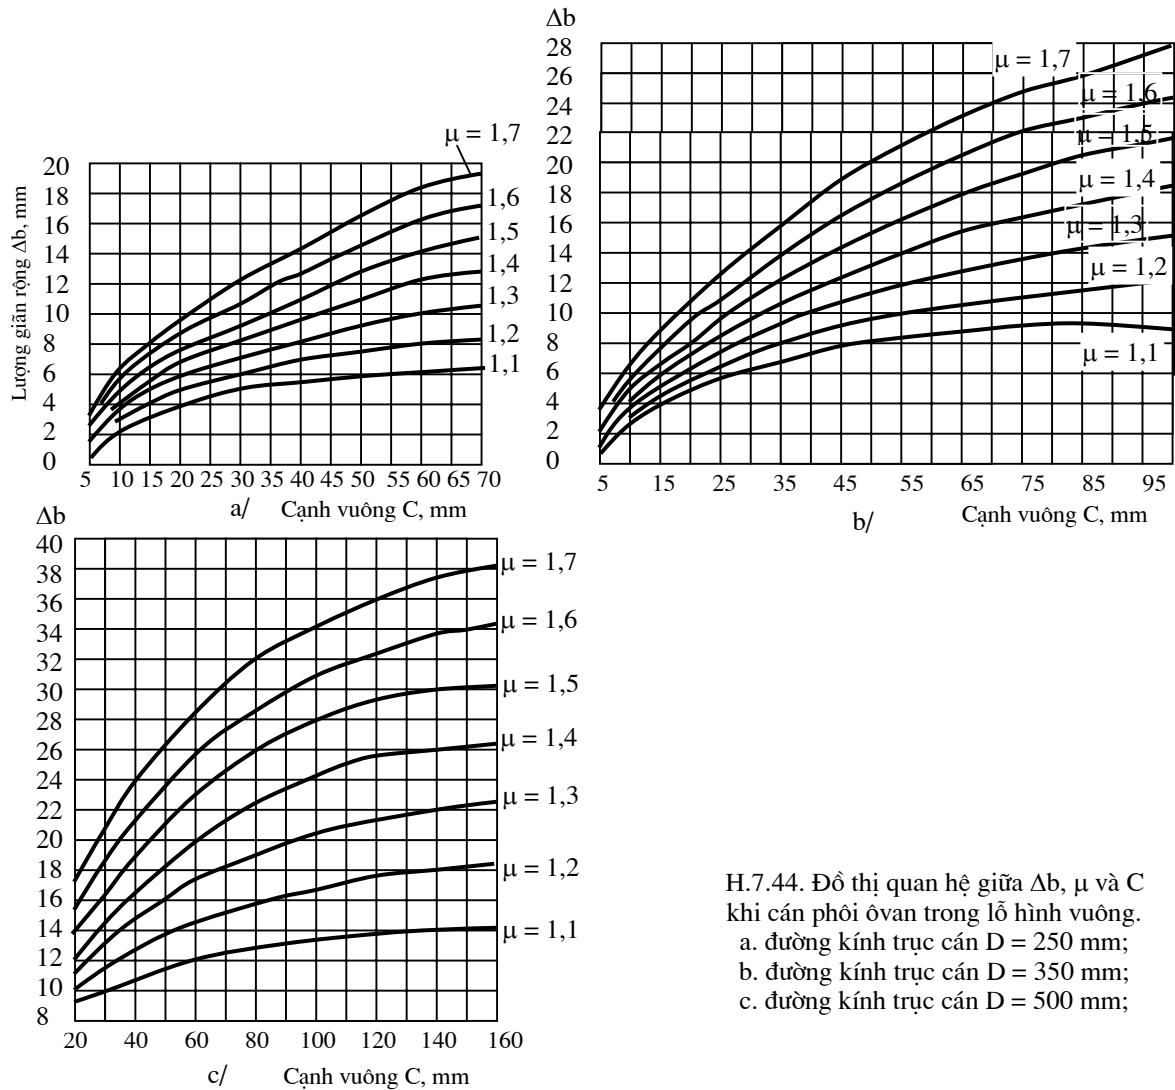 Δb
28
26
24
22
20
18
16
14
12
10
8
6
4
2
0
μ = 1,7
μ = 1,6
μ = 1,5
μ = 1,4
μ = 1,3
μ = 1,2
μ = 1,1
5 15 25 35 45 55 65 75 85 95
b/ Cạnh vuông C, mm
Lượng giãn rộng Δb, mm
20
18
16
14
12
10
8
6
4
2
0
μ = 1,7
1,6
1,5
1,4
1,3
1,2
1,1
5 10 15 20 25 30 35 40 45 50 55 60 65 70
a/ Cạnh vuông C, mm
Δb
40
38
36
34
32
30
28
26
24
22
20
18
16
14
12
10
8
μ = 1,7
μ = 1,6
μ = 1,5
μ = 1,4
μ = 1,3
μ = 1,2
μ = 1,1
20 40 60 80 100 120 140 160
c/ Cạnh vuông C, mm
H.7.44. Đồ thị quan hệ giữa Δb, μ và C
khi cán phôi ôvan trong lỗ hình vuông.
a. đường kính trục cán D = 250 mm;
b. đường kính trục cán D = 350 mm;
c. đường kính trục cán D = 500 mm;